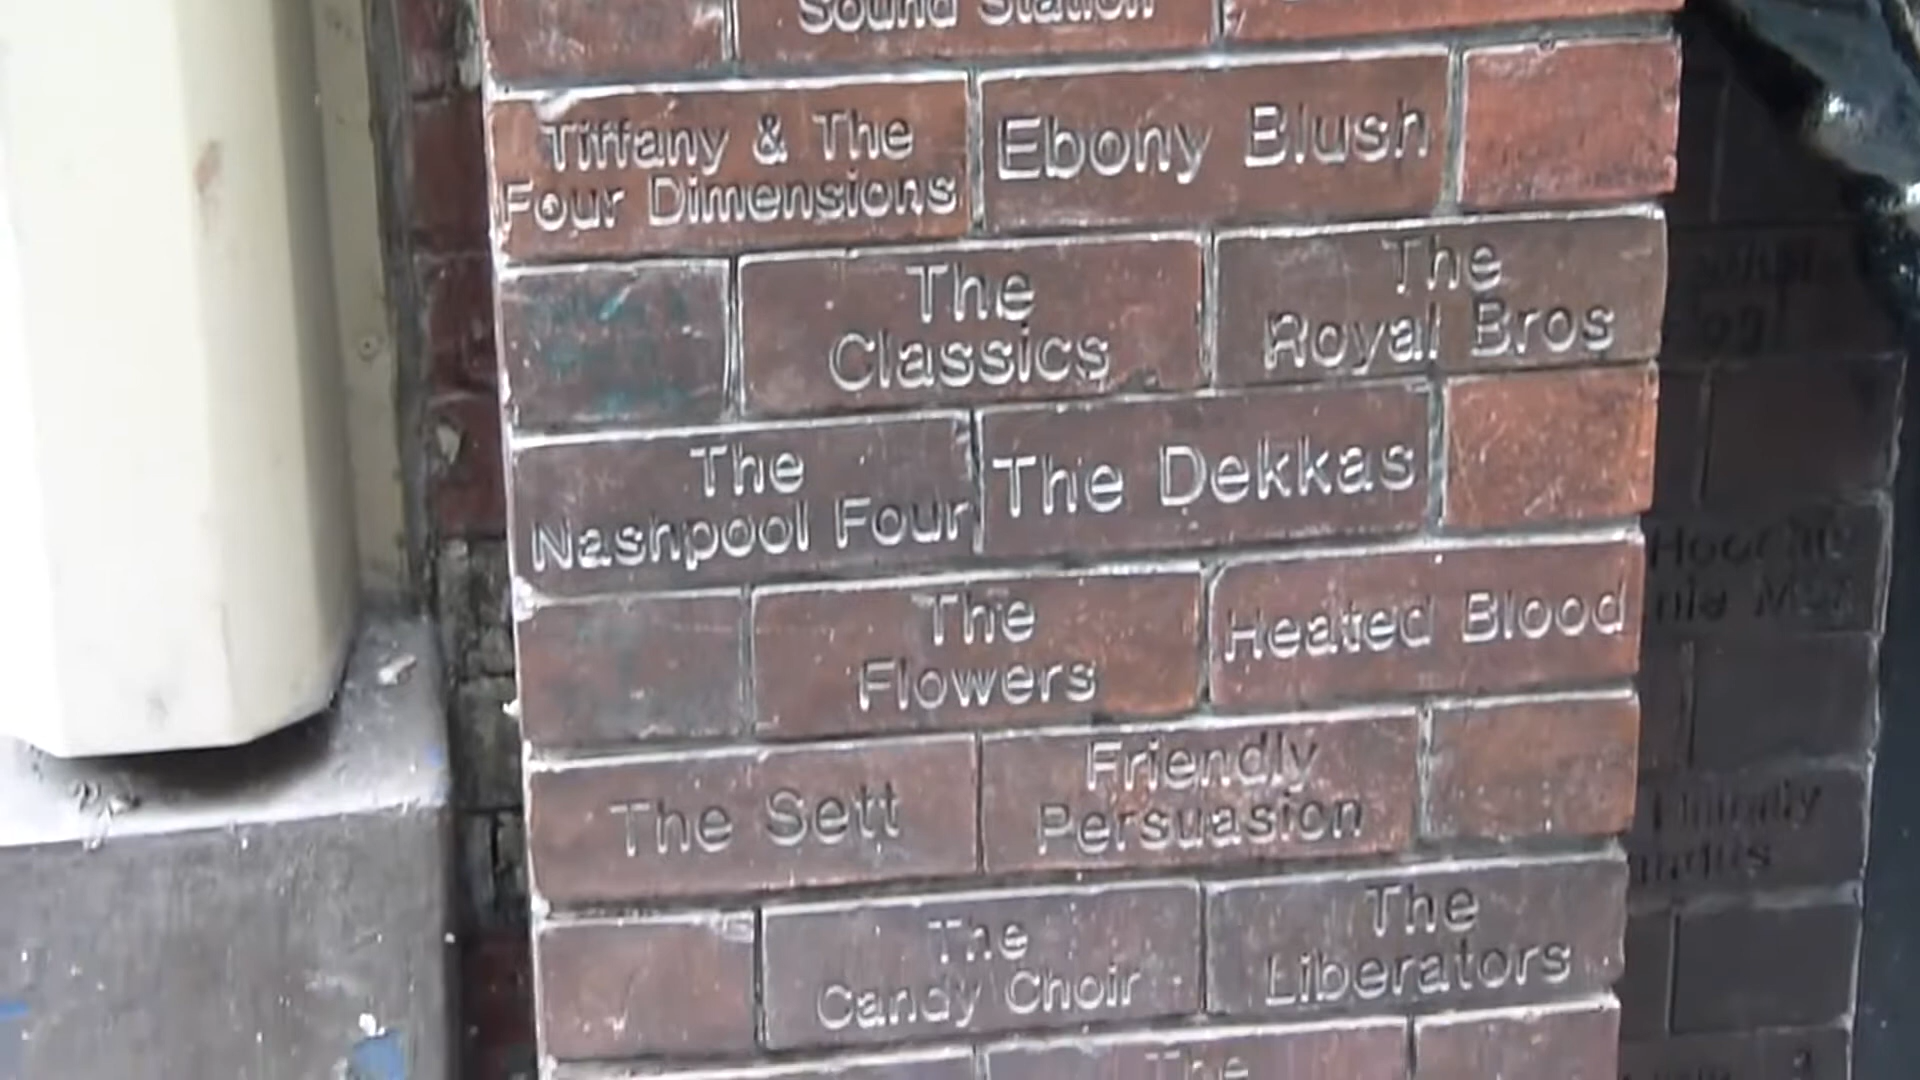 Sound Station
Tiffany & The
Four Dimensions
Ebony Blush
The
Classics
The
Royal Bros
The
Nashpool Four
The Dekkas
The
Flowers
Heated Blood
The Sett
Friendly
Persuasion
The
Candy Choir
The
Liberators
The